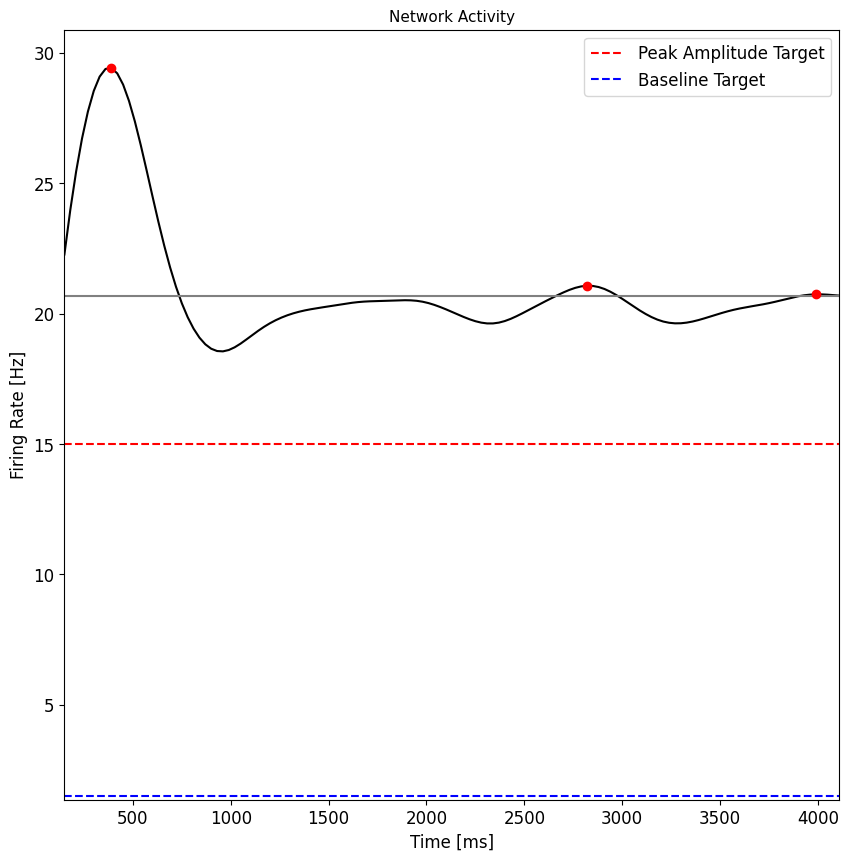 Network Activity
Peak Amplitude Target
Baseline Target
Firing Rate [Hz]
30
25
20
15
10
5
500 1000 1500 2000 2500 3000 3500 4000
Time [ms]